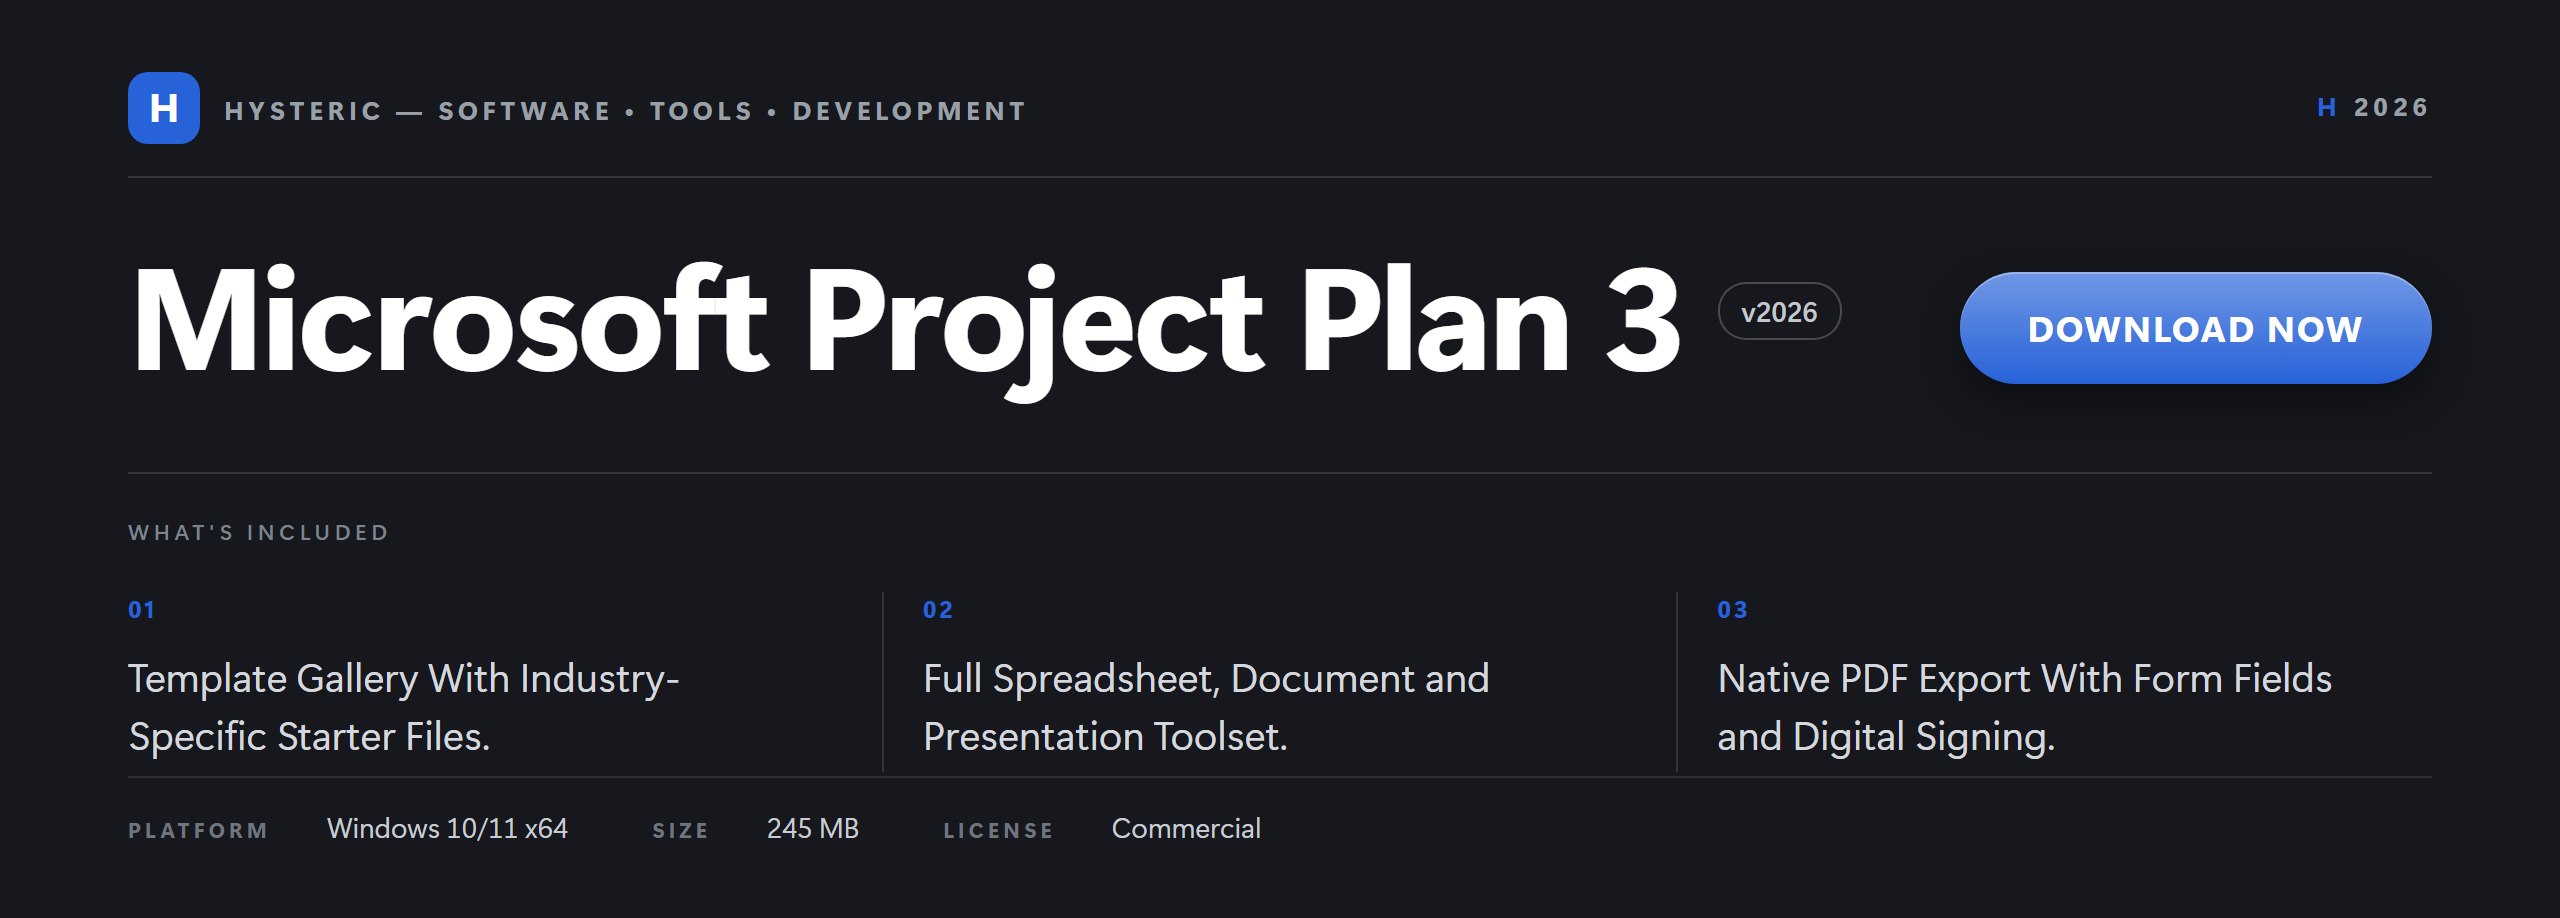 H HYSTERIC — SOFTWARE • TOOLS • DEVELOPMENT
H 2026
Microsoft Project Plan 3 v2026
DOWNLOAD NOW
WHAT'S INCLUDED
01
Template Gallery With Industry-
Specific Starter Files.
02
Full Spreadsheet, Document and
Presentation Toolset.
03
Native PDF Export With Form Fields
and Digital Signing.
PLATFORM Windows 10/11 x64 SIZE 245 MB LICENSE Commercial